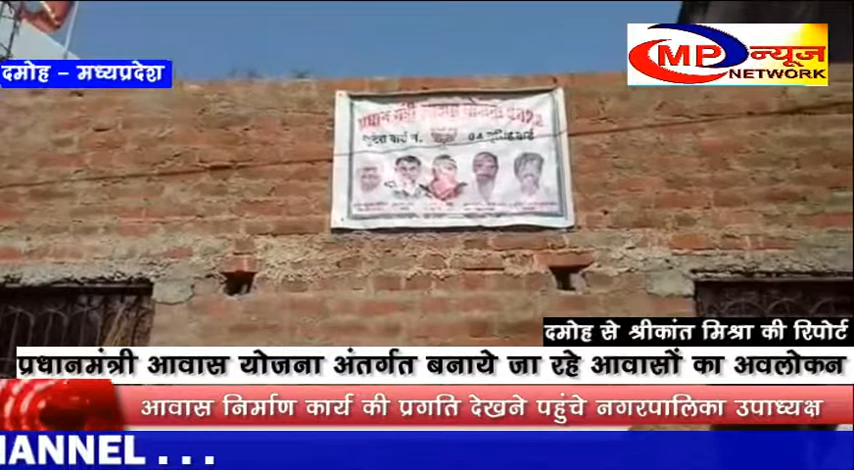 दमोह - मध्यप्रदेश
MP न्यूज
NETWORK
दमोह से श्रीकांत मिश्रा की रिपोर्ट
प्रधानमंत्री आवास योजना अंतर्गत बनाये जा रहे आवासों का अवलोकन
आवास निर्माण कार्य की प्रगति देखने पहुंचे नगरपालिका उपाध्यक्ष
HANNEL ...